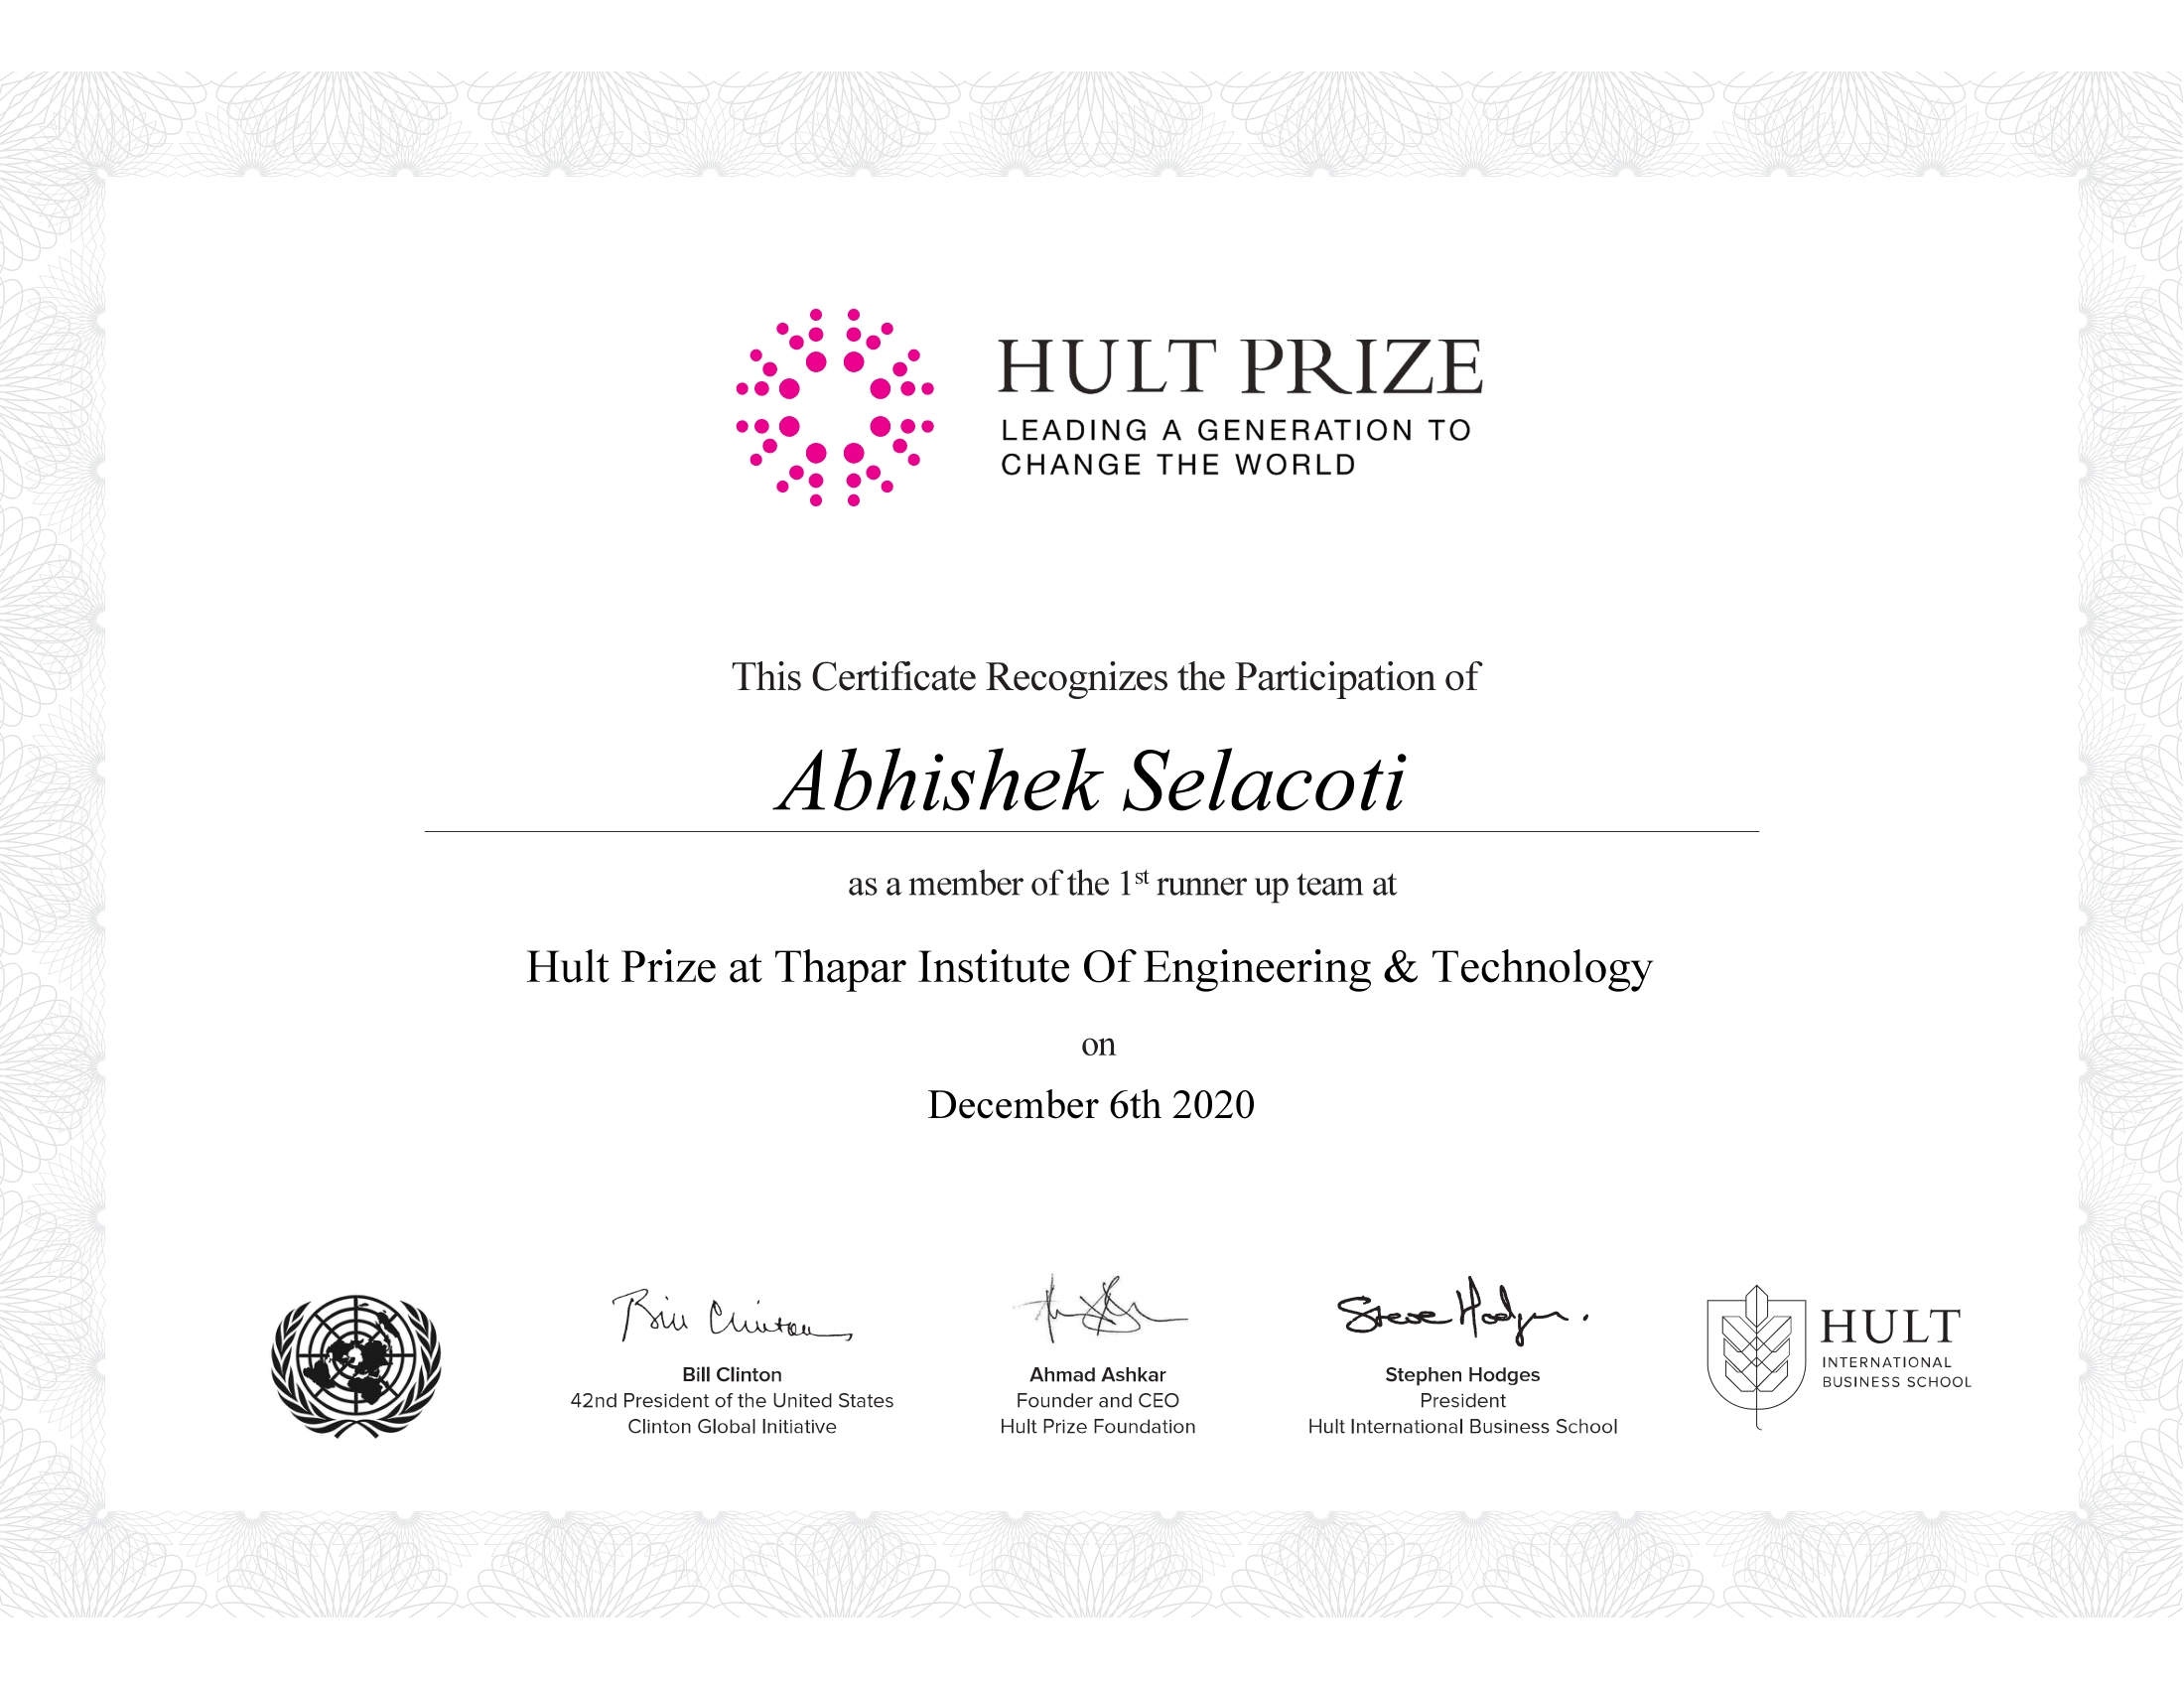 HULT PRIZE
LEADING A GENERATION TO
CHANGE THE WORLD
This Certificate Recognizes the Participation of
Abhishek Selacoti
as a member of the 1st runner up team at
Hult Prize at Thapar Institute Of Engineering & Technology
on
December 6th 2020
Bill Clinton
Bill Clinton
42nd President of the United States
Clinton Global Initiative
Ahmad Ashkar
Founder and CEO
Hult Prize Foundation
Steve Hodges.
Stephen Hodges
President
Hult International Business School
HULT
INTERNATIONAL
BUSINESS SCHOOL